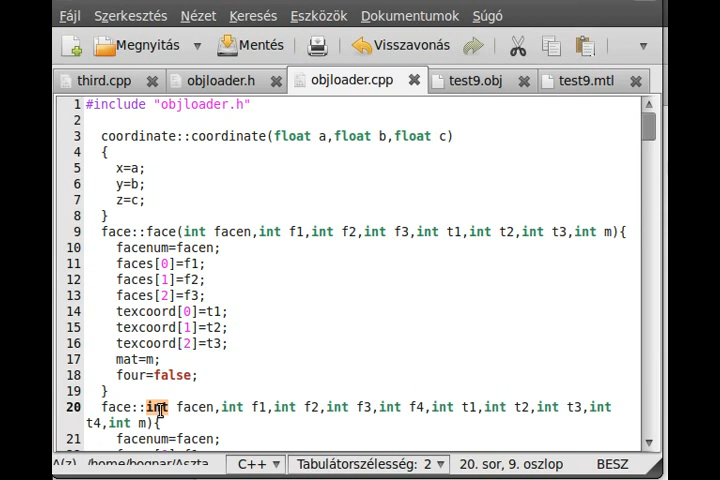 Fájl Szerkesztés Nézet Keresés Eszközök Dokumentumok Súgó
Megnyitás Mentés Visszavonás
third.cpp objloader.h objloader.cpp test9.obj test9.mtl
1 #include "objloader.h"
2
3 coordinate::coordinate(float a,float b,float c)
4 {
5 x=a;
6 y=b;
7 z=c;
8 }
9 face::face(int facen,int f1,int f2,int f3,int t1,int t2,int t3,int m){
10 facenum=facen;
11 faces[0]=f1;
12 faces[1]=f2;
13 faces[2]=f3;
14 texcoord[0]=t1;
15 texcoord[1]=t2;
16 texcoord[2]=t3;
17 mat=m;
18 four=false;
19 }
20 face::int facen,int f1,int f2,int f3,int f4,int t1,int t2,int t3,int
t4,int m){
21 facenum=facen;
C++ Tabulátorszélesség: 2 20. sor, 9. oszlop BESZ